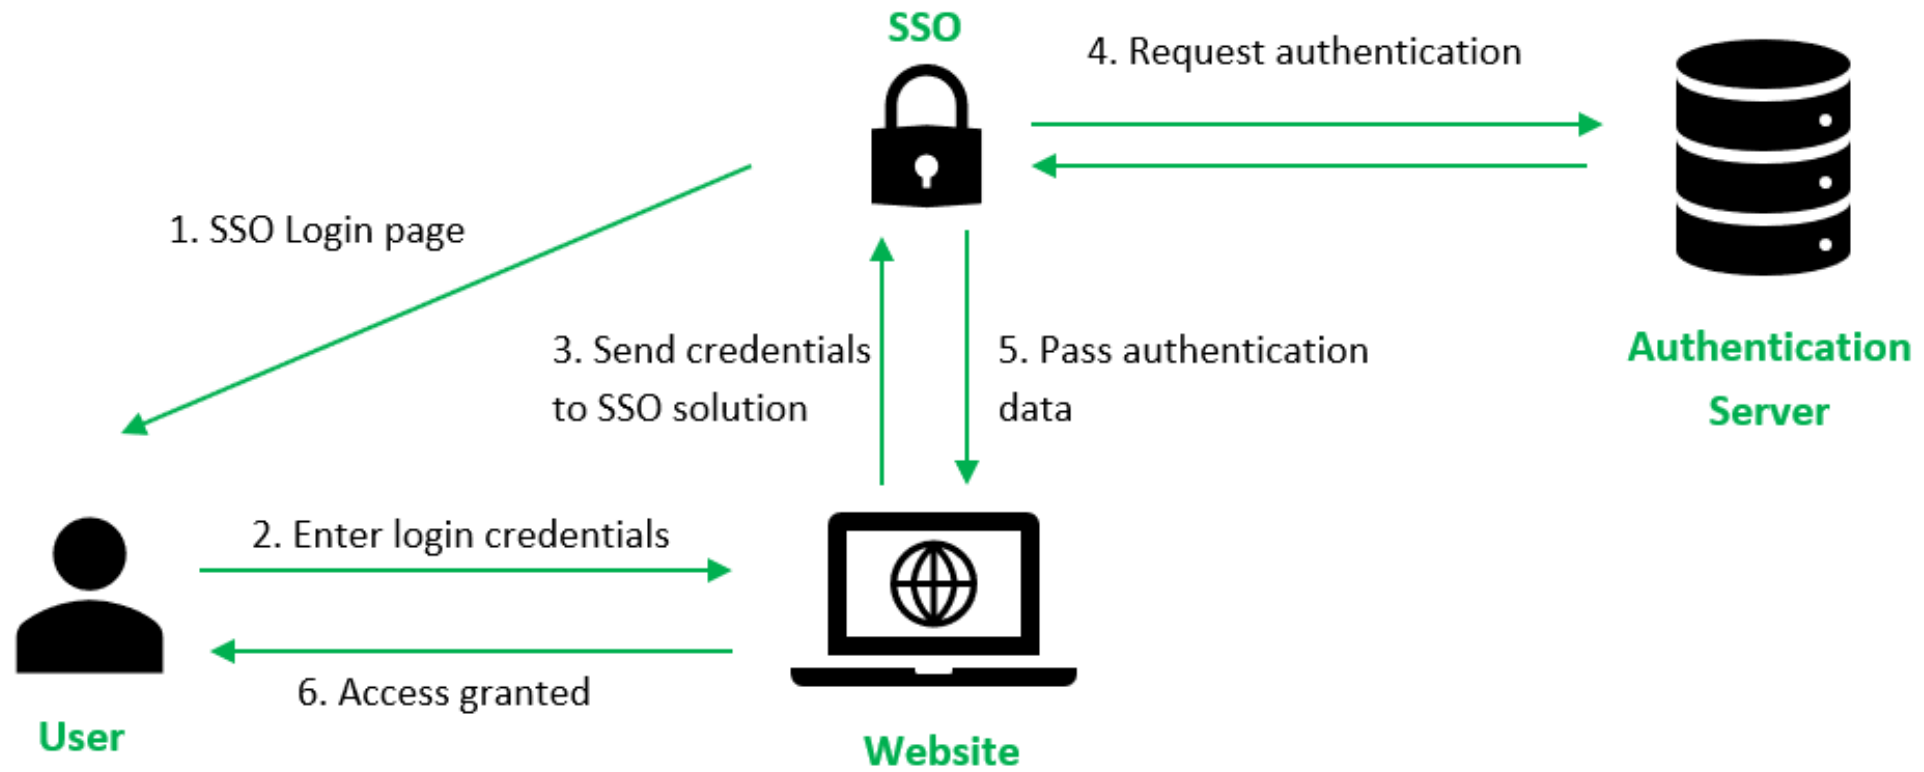 SSO
4. Request authentication
1. SSO Login page
3. Send credentials
to SSO solution
5. Pass authentication
data
Authentication
Server
2. Enter login credentials
6. Access granted
User
Website